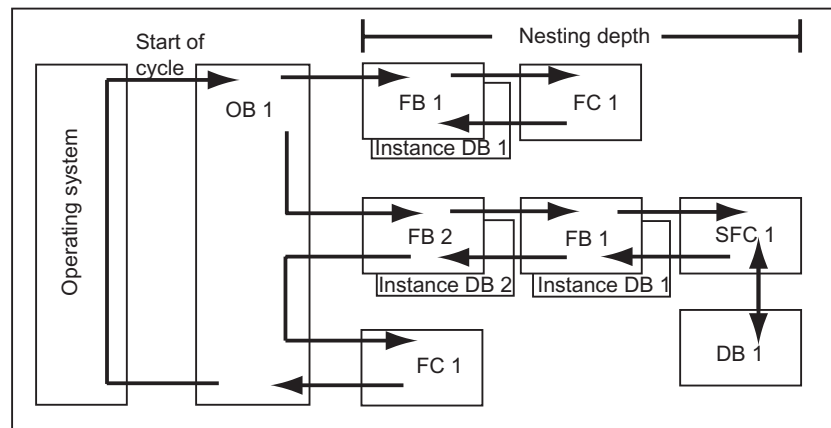 Start of
cycle
Nesting depth
Operating system
OB 1
FB 1
Instance DB 1
FC 1
FB 2
Instance DB 2
FB 1
Instance DB 1
SFC 1
DB 1
FC 1